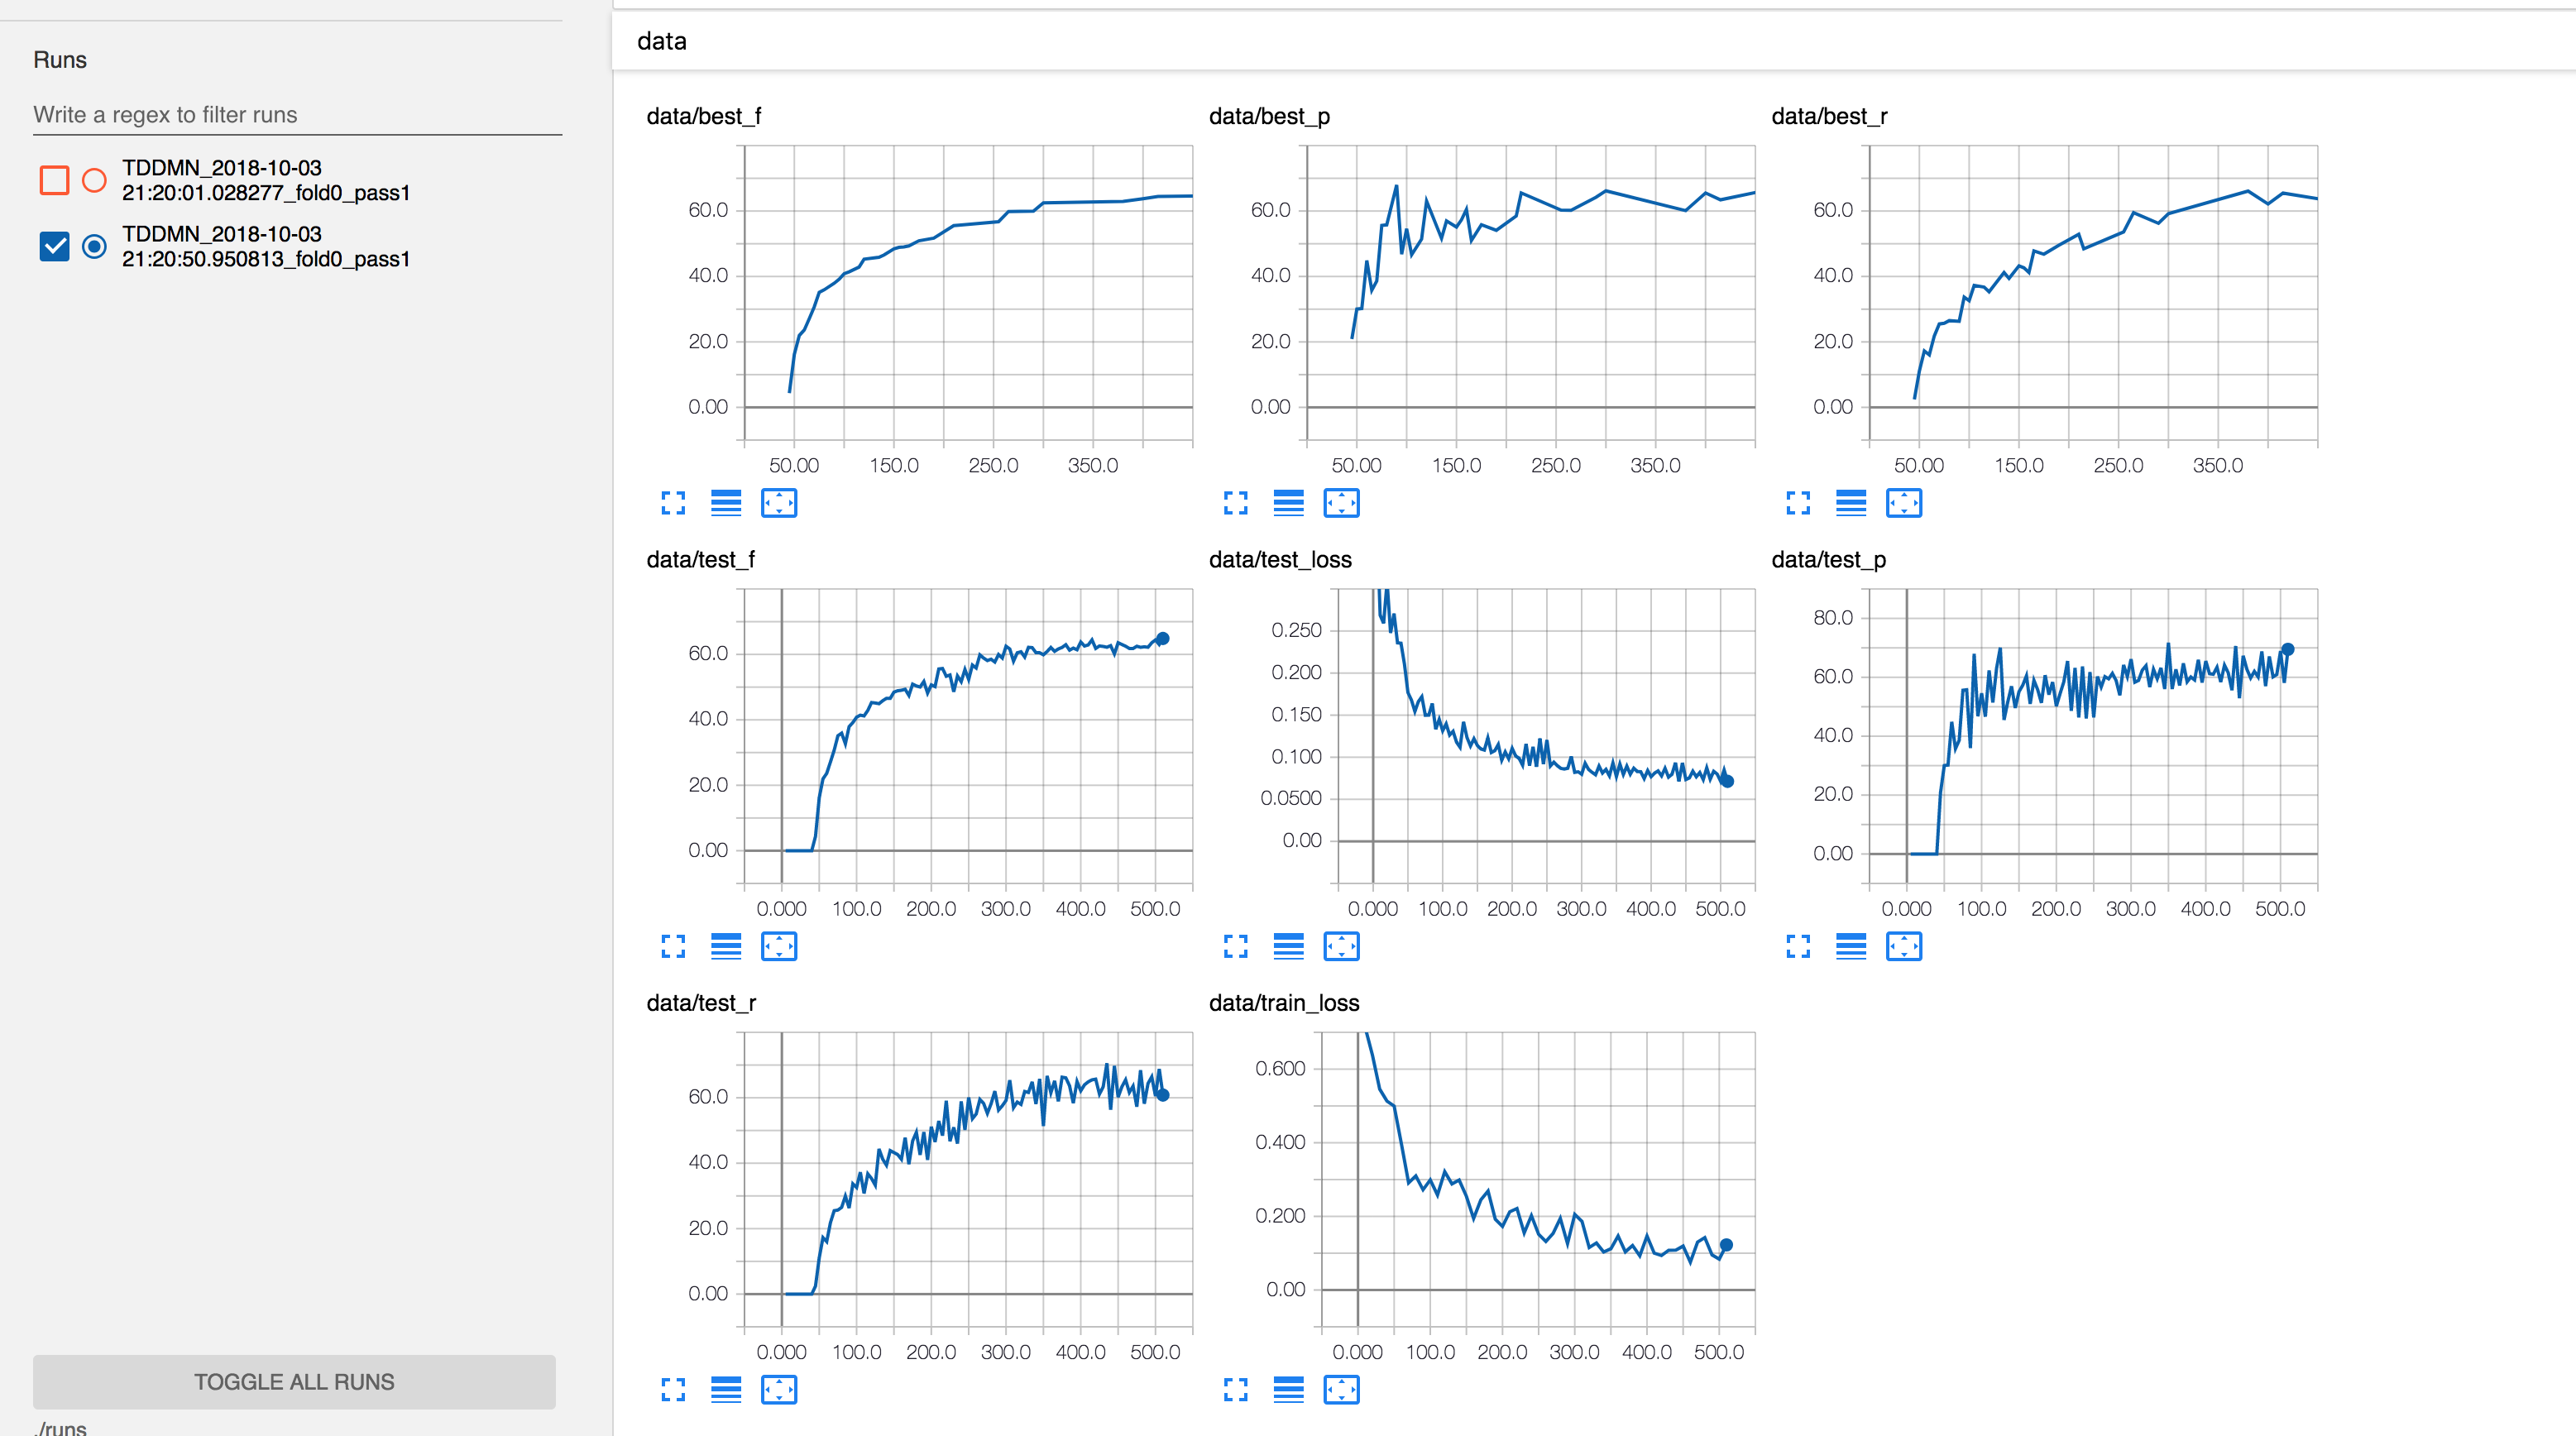 Runs
Write a regex to filter runs
TDDMN_2018-10-03
21:20:01.028277_fold0_pass1
TDDMN_2018-10-03
21:20:50.950813_fold0_pass1
TOGGLE ALL RUNS
./runs
data
data/best_f
60.0
40.0
20.0
0.00
50.00 150.0 250.0 350.0
data/best_p
60.0
40.0
20.0
0.00
50.00 150.0 250.0 350.0
data/best_r
60.0
40.0
20.0
0.00
50.00 150.0 250.0 350.0
data/test_f
60.0
40.0
20.0
0.00
0.000 100.0 200.0 300.0 400.0 500.0
data/test_loss
0.250
0.200
0.150
0.100
0.0500
0.00
0.000 100.0 200.0 300.0 400.0 500.0
data/test_p
80.0
60.0
40.0
20.0
0.00
0.000 100.0 200.0 300.0 400.0 500.0
data/test_r
60.0
40.0
20.0
0.00
0.000 100.0 200.0 300.0 400.0 500.0
data/train_loss
0.600
0.400
0.200
0.00
0.000 100.0 200.0 300.0 400.0 500.0